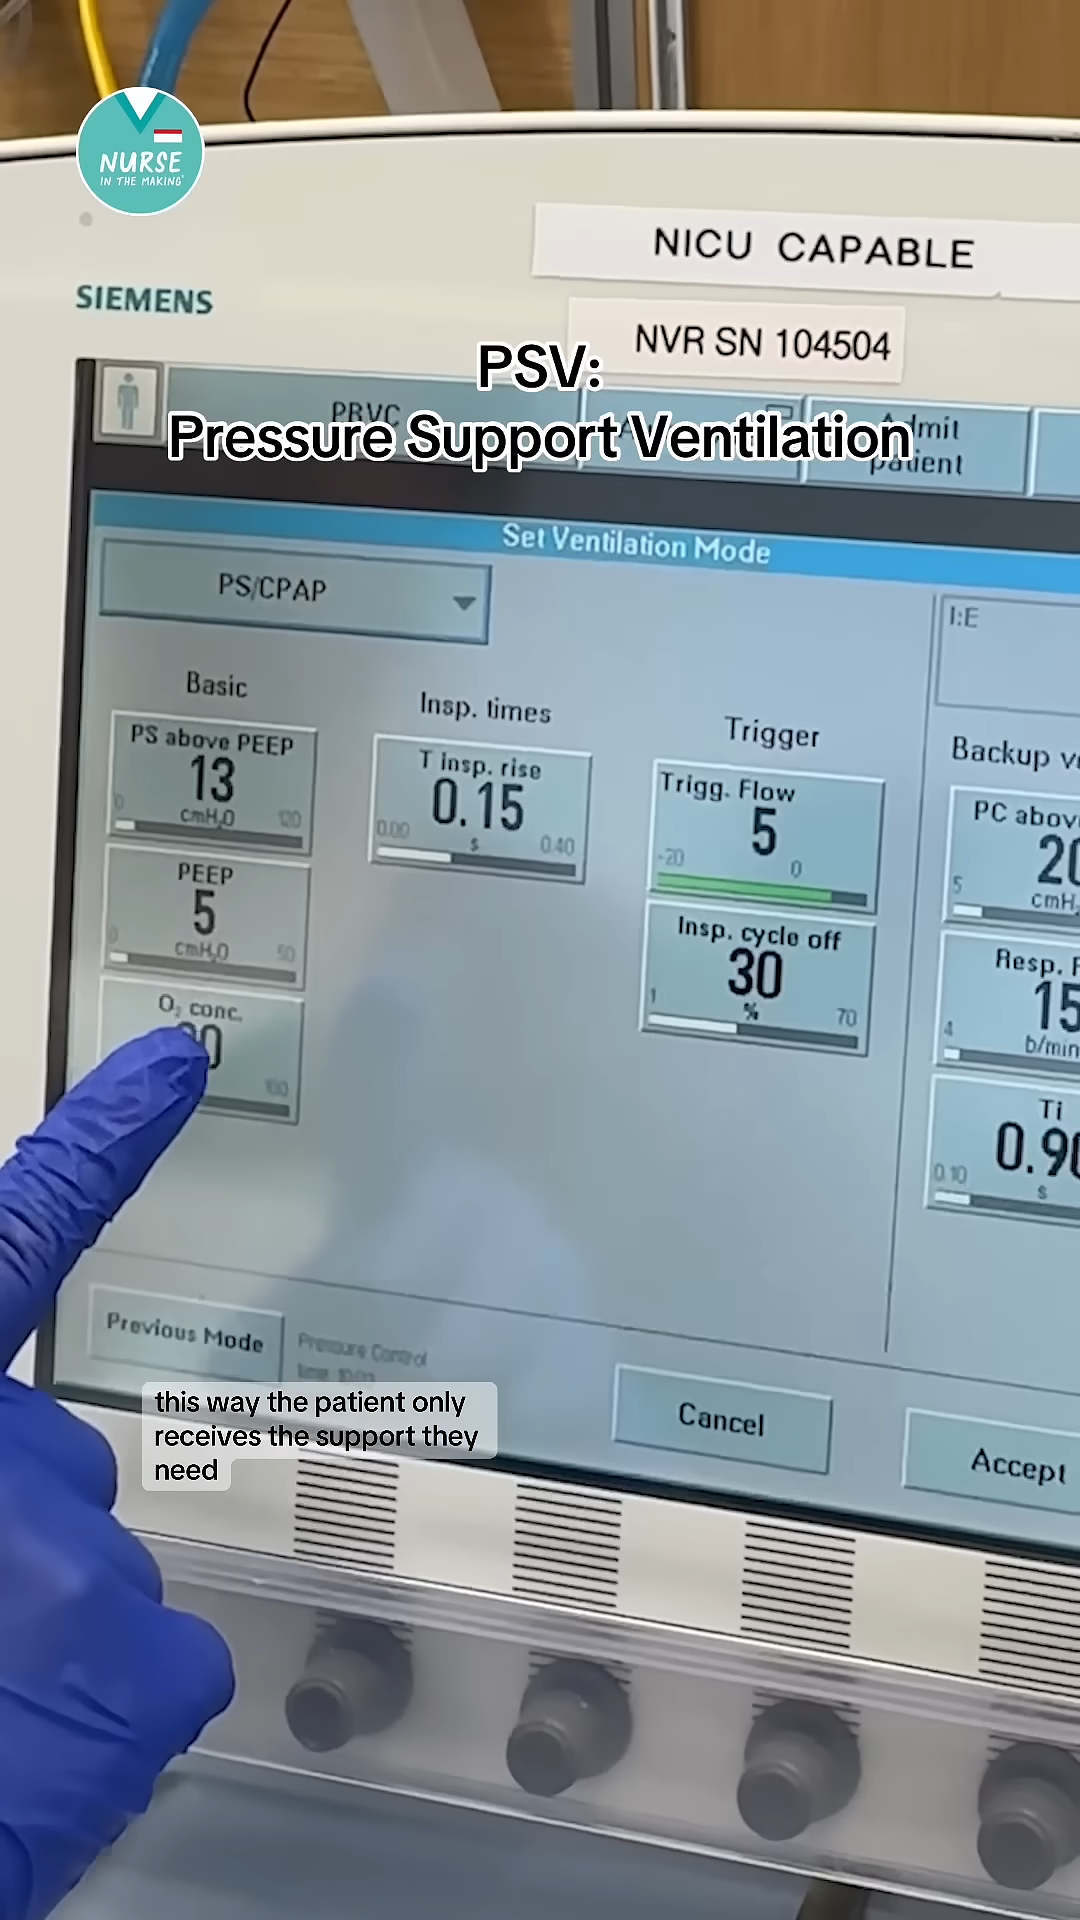 NURSE
IN THE MAKING
NICU CAPABLE
SIEMENS
NVR SN 104504
PSV:
Pressure Support Ventilation
PRVC
Admit
patient
Set Ventilation Mode
PS/CPAP
I:E
Basic
Insp. times
Trigger
Backup
PS above PEEP
13
cmH₂O
0
120
T insp. rise
0.15
0.00
s
0.40
Trigg. Flow
5
-20
0
PC above
20
5
cmH
PEEP
5
cmH₂O
0
50
Insp. cycle off
30
1
%
70
Resp.
15
4
b/min
O₂ conc.
100
Ti
0.90
0.10
s
Previous Mode
Pressure Control
Cancel
Accept
this way the patient only
receives the support they
need